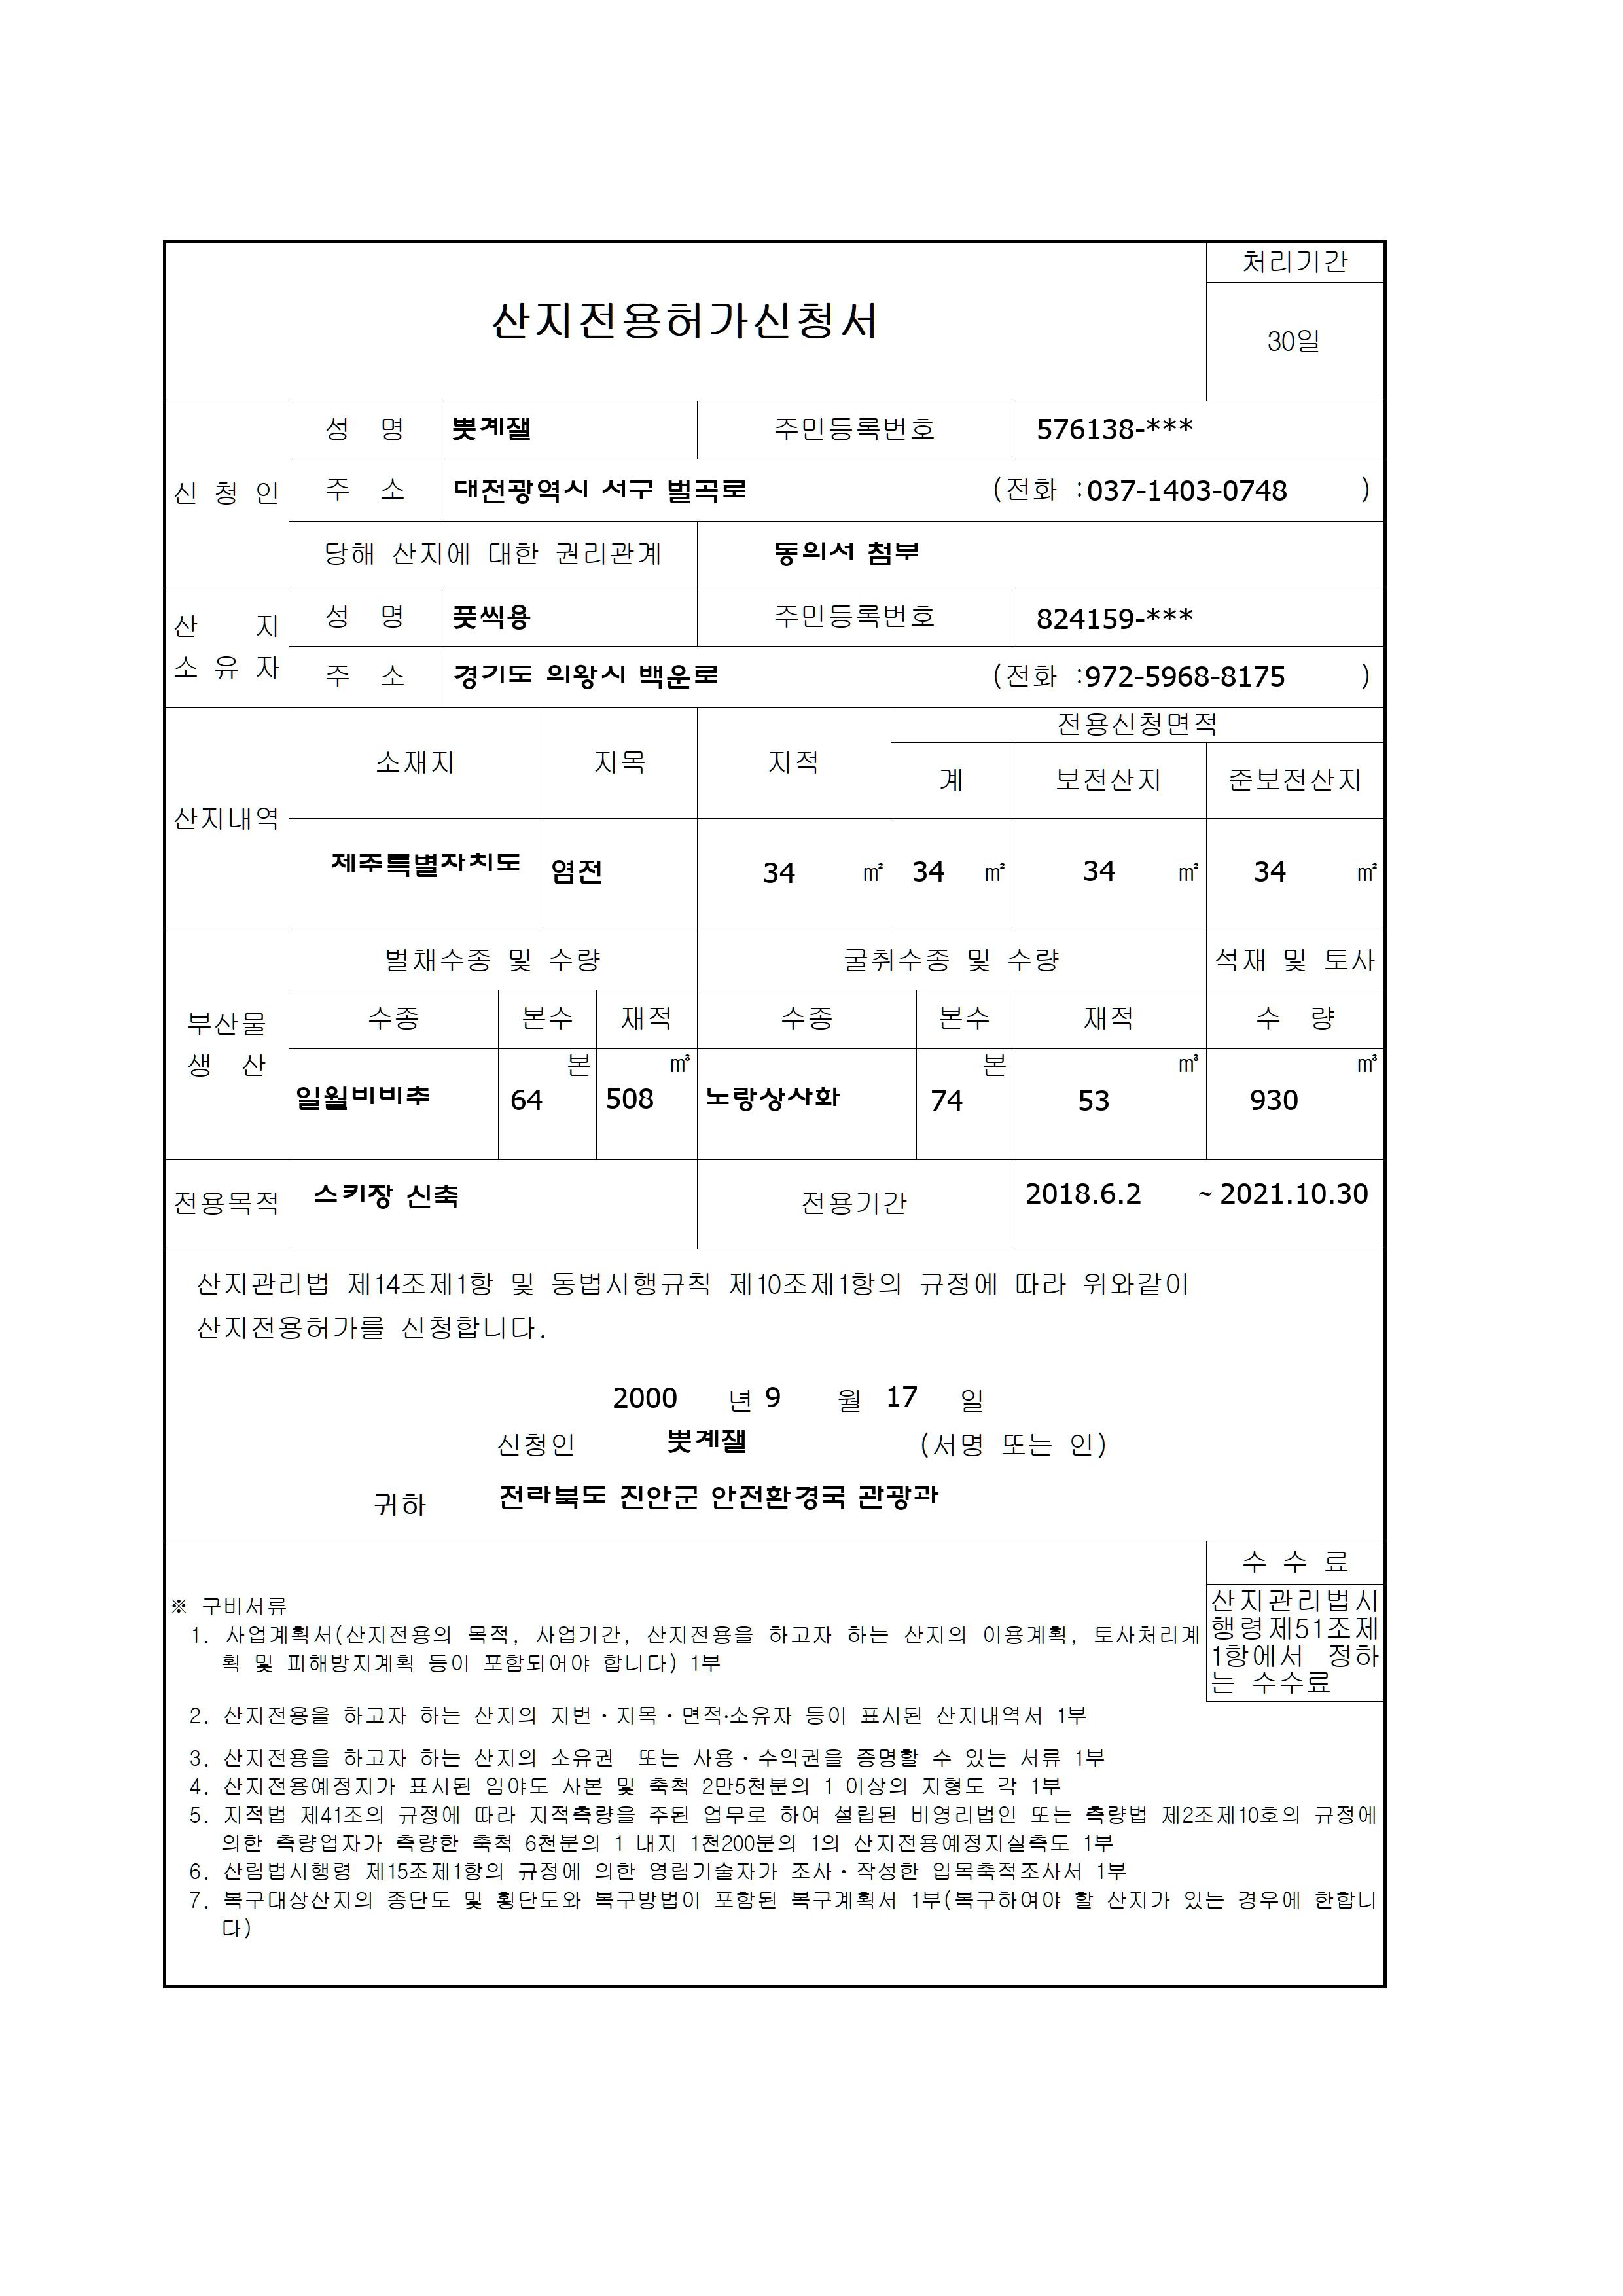 처리기간
산지전용허가신청서
30일
신 청 인
성 명 뽓계잴 주민등록번호 576138-***
주 소 대전광역시 서구 벌곡로 (전화 :037-1403-0748 )
당해 산지에 대한 권리관계 동의서 첨부
산 지
소 유 자
성 명 풋씩용 주민등록번호 824159-***
주 소 경기도 의왕시 백운로 (전화 :972-5968-8175 )
산지내역
소재지 지목 지적 전용신청면적
계 보전산지 준보전산지
제주특별자치도 염전 34 ㎡ 34 ㎡ 34 ㎡ 34 ㎡
부산물
생 산
벌채수종 및 수량 굴취수종 및 수량 석재 및 토사
수종 본수 재적 수종 본수 재적 수 량
본 ㎥ 본 ㎥ ㎥
일월비비추 64 508 노랑상사화 74 53 930
전용목적 스키장 신축 전용기간 2018.6.2 ~ 2021.10.30
산지관리법 제14조제1항 및 동법시행규칙 제10조제1항의 규정에 따라 위와같이
산지전용허가를 신청합니다.
2000 년 9 월 17 일
신청인 뽓계잴 (서명 또는 인)
귀하 전라북도 진안군 안전환경국 관광과
수 수 료
산지관리법시
행령제51조제
1항에서 정하
는 수수료
※ 구비서류
1. 사업계획서(산지전용의 목적, 사업기간, 산지전용을 하고자 하는 산지의 이용계획, 토사처리계
획 및 피해방지계획 등이 포함되어야 합니다) 1부
2. 산지전용을 하고자 하는 산지의 지번·지목·면적·소유자 등이 표시된 산지내역서 1부
3. 산지전용을 하고자 하는 산지의 소유권 또는 사용·수익권을 증명할 수 있는 서류 1부
4. 산지전용예정지가 표시된 임야도 사본 및 축척 2만5천분의 1 이상의 지형도 각 1부
5. 지적법 제41조의 규정에 따라 지적측량을 주된 업무로 하여 설립된 비영리법인 또는 측량법 제2조제10호의 규정에
의한 측량업자가 측량한 축척 6천분의 1 내지 1천200분의 1의 산지전용예정지실측도 1부
6. 산림법시행령 제15조제1항의 규정에 의한 영림기술자가 조사·작성한 입목축적조사서 1부
7. 복구대상산지의 종단도 및 횡단도와 복구방법이 포함된 복구계획서 1부(복구하여야 할 산지가 있는 경우에 한합니
다)